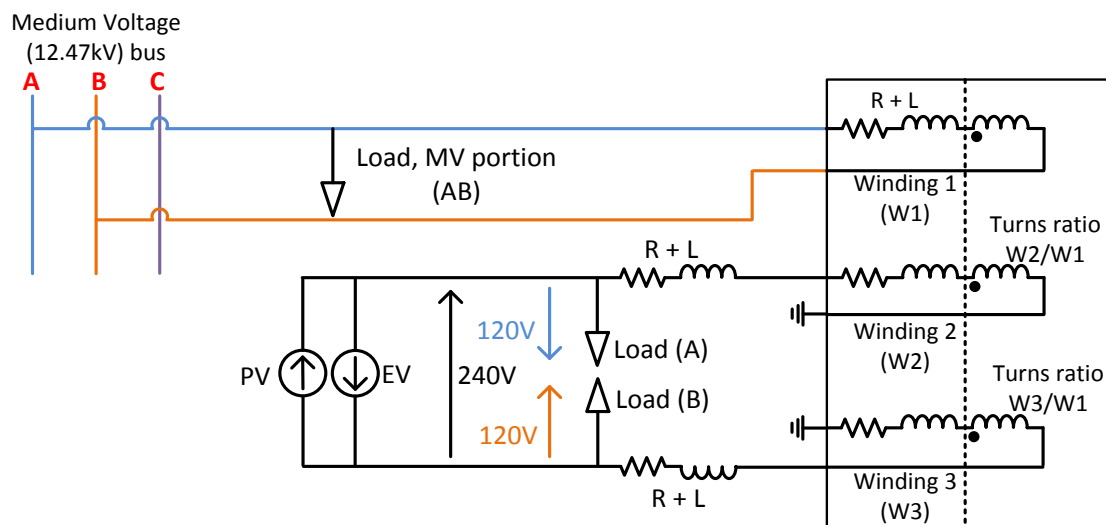 Medium Voltage
(12.47kV) bus
A B C
R + L
Load, MV portion
(AB)
Winding 1
(W1)
Turns ratio
W2/W1
R + L
120V
Load (A)
PV
EV
240V
Load (B)
120V
Winding 2
(W2)
Turns ratio
W3/W1
R + L
Winding 3
(W3)